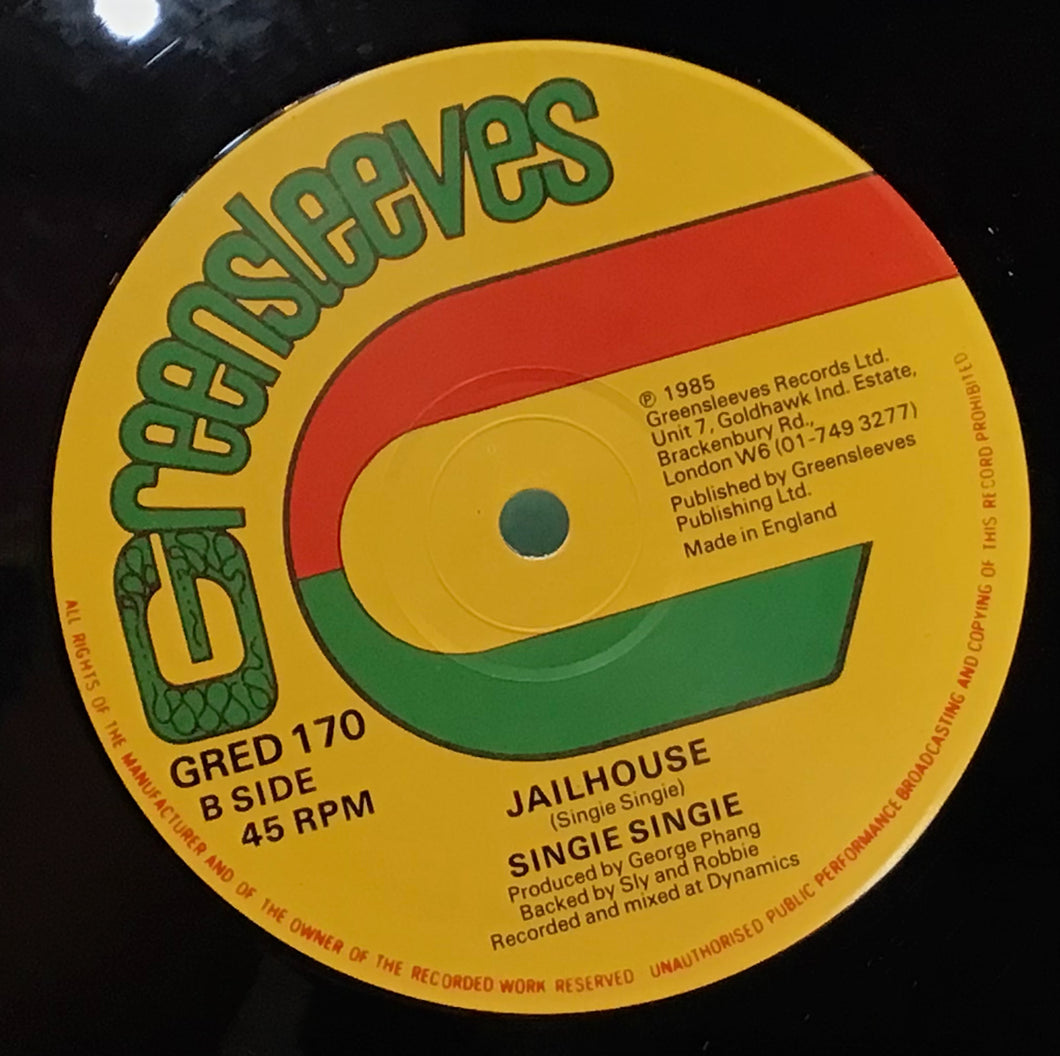 Greensleeves
℗ 1985
Greensleeves Records Ltd.
Unit 7, Goldhawk Ind. Estate,
Brackenbury Rd.,
London W6 (01-749 3277)
Published by Greensleeves
Publishing Ltd.
Made in England
GRED 170
B SIDE
45 RPM
JAILHOUSE
(Singie Singie)
SINGIE SINGIE
Produced by George Phang
Backed by Sly and Robbie
Recorded and mixed at Dynamics
ALL RIGHTS OF THE MANUFACTURER AND OF THE OWNER OF THE RECORDED WORK RESERVED UNAUTHORISED PUBLIC PERFORMANCE BROADCASTING AND COPYING OF THIS RECORD PROHIBITED